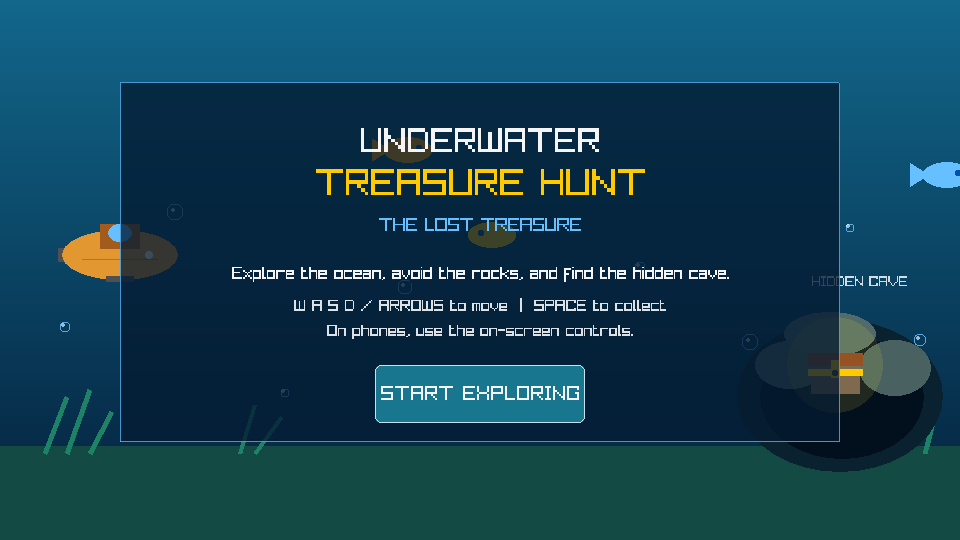 UNDERWATER
TREASURE HUNT
THE LOST TREASURE
Explore the ocean, avoid the rocks, and find the hidden cave.
HIDDEN CAVE
W A S D / ARROWS to move | SPACE to collect
On phones, use the on-screen controls.
START EXPLORING